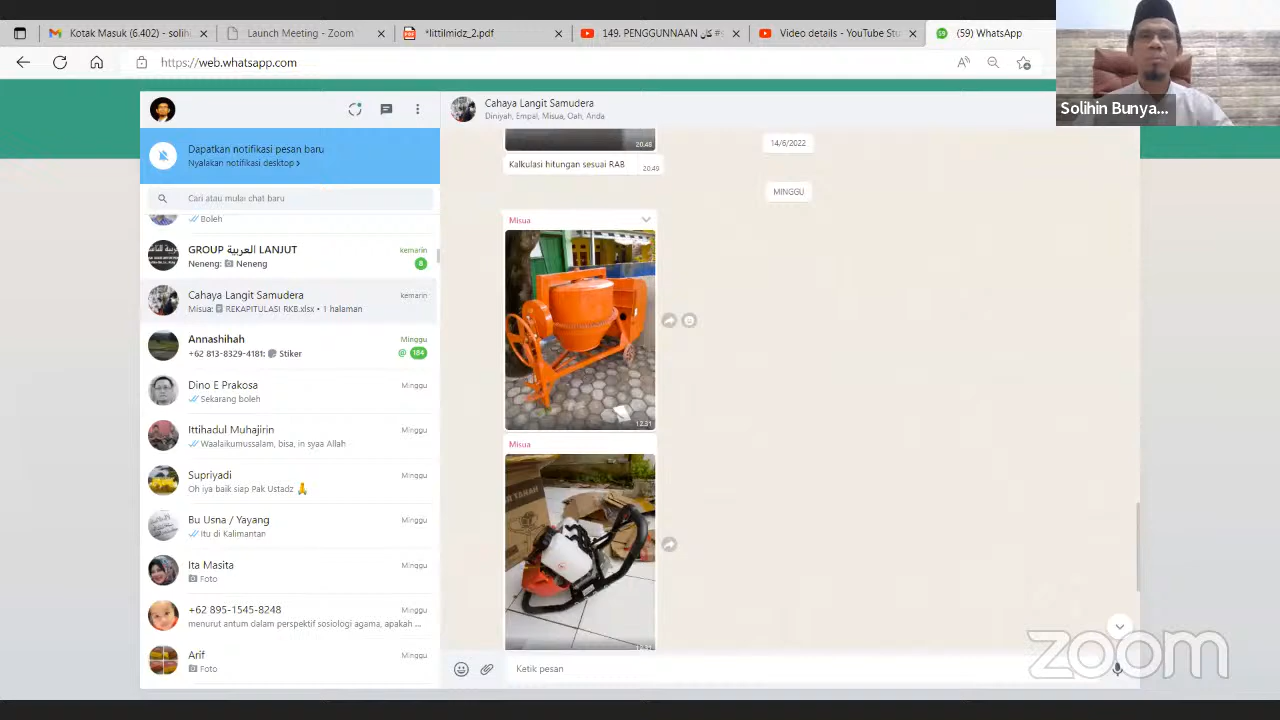 Kotak Masuk (6.402) - solih
Launch Meeting - Zoom
*littilmidz_2.pdf
149. PENGGUNNAAN كان #
Video details - YouTube Stu
(59) WhatsApp
https://web.whatsapp.com
Solihin Bunya...
Cahaya Langit Samudera
Diniyah, Empal, Misua, Oah, Anda
Dapatkan notifikasi pesan baru
Nyalakan notifikasi desktop >
Cari atau mulai chat baru
Boleh
GROUP العربية LANJUT
kemarin
Neneng: Neneng
8
Cahaya Langit Samudera
kemarin
Misua: REKAPITULASI RKB.xlsx • 1 halaman
Annashihah
Minggu
+62 813-8329-4181: Stiker
@ 184
Dino E Prakosa
Minggu
Sekarang boleh
Ittihadul Muhajirin
Minggu
Waalaikumussalam, bisa, in syaa Allah
Supriyadi
Minggu
Oh iya baik siap Pak Ustadz 🙏
Bu Usna / Yayang
Minggu
Itu di Kalimantan
Ita Masita
Minggu
Foto
+62 895-1545-8248
Minggu
menurut antum dalam perspektif sosiologi agama, apakah ...
Arif
Minggu
Foto
20.48
Kalkulasi hitungan sesuai RAB
20.49
14/6/2022
MINGGU
Misua
12.31
Misua
12.31
Ketik pesan
zoom